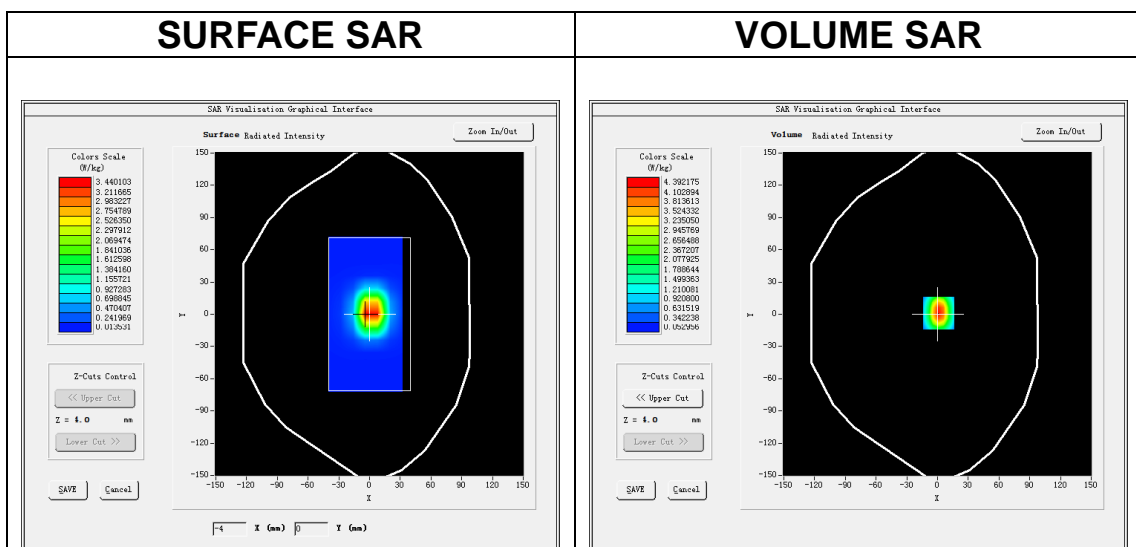 SURFACE SAR
VOLUME SAR
SAR Visualisation Graphical Interface
Surface Radiated Intensity
Zoom In/Out
Colors Scale
(W/kg)
3.440103
3.211665
2.983227
2.754789
2.526350
2.297912
2.069474
1.841036
1.612598
1.384160
1.155721
0.927283
0.698845
0.470407
0.241969
0.013531
Z-Cuts Control
<< Upper Cut
Z = 4.0 mm
Lower Cut >>
SAVE Cancel
150
120
90
60
30
0
-30
-60
-90
-120
-150
Y
-150 -120 -90 -60 -30 0 30 60 90 120 150
X
-4 X (mm) 0 Y (mm)
SAR Visualisation Graphical Interface
Volume Radiated Intensity
Zoom In/Out
Colors Scale
(W/kg)
4.392175
4.102894
3.813613
3.524332
3.235050
2.945769
2.656488
2.367207
2.077925
1.788644
1.499363
1.210081
0.920800
0.631519
0.342238
0.052956
Z-Cuts Control
<< Upper Cut
Z = 4.0 mm
Lower Cut >>
SAVE Cancel
150
120
90
60
30
0
-30
-60
-90
-120
-150
Y
-150 -120 -90 -60 -30 0 30 60 90 120 150
X